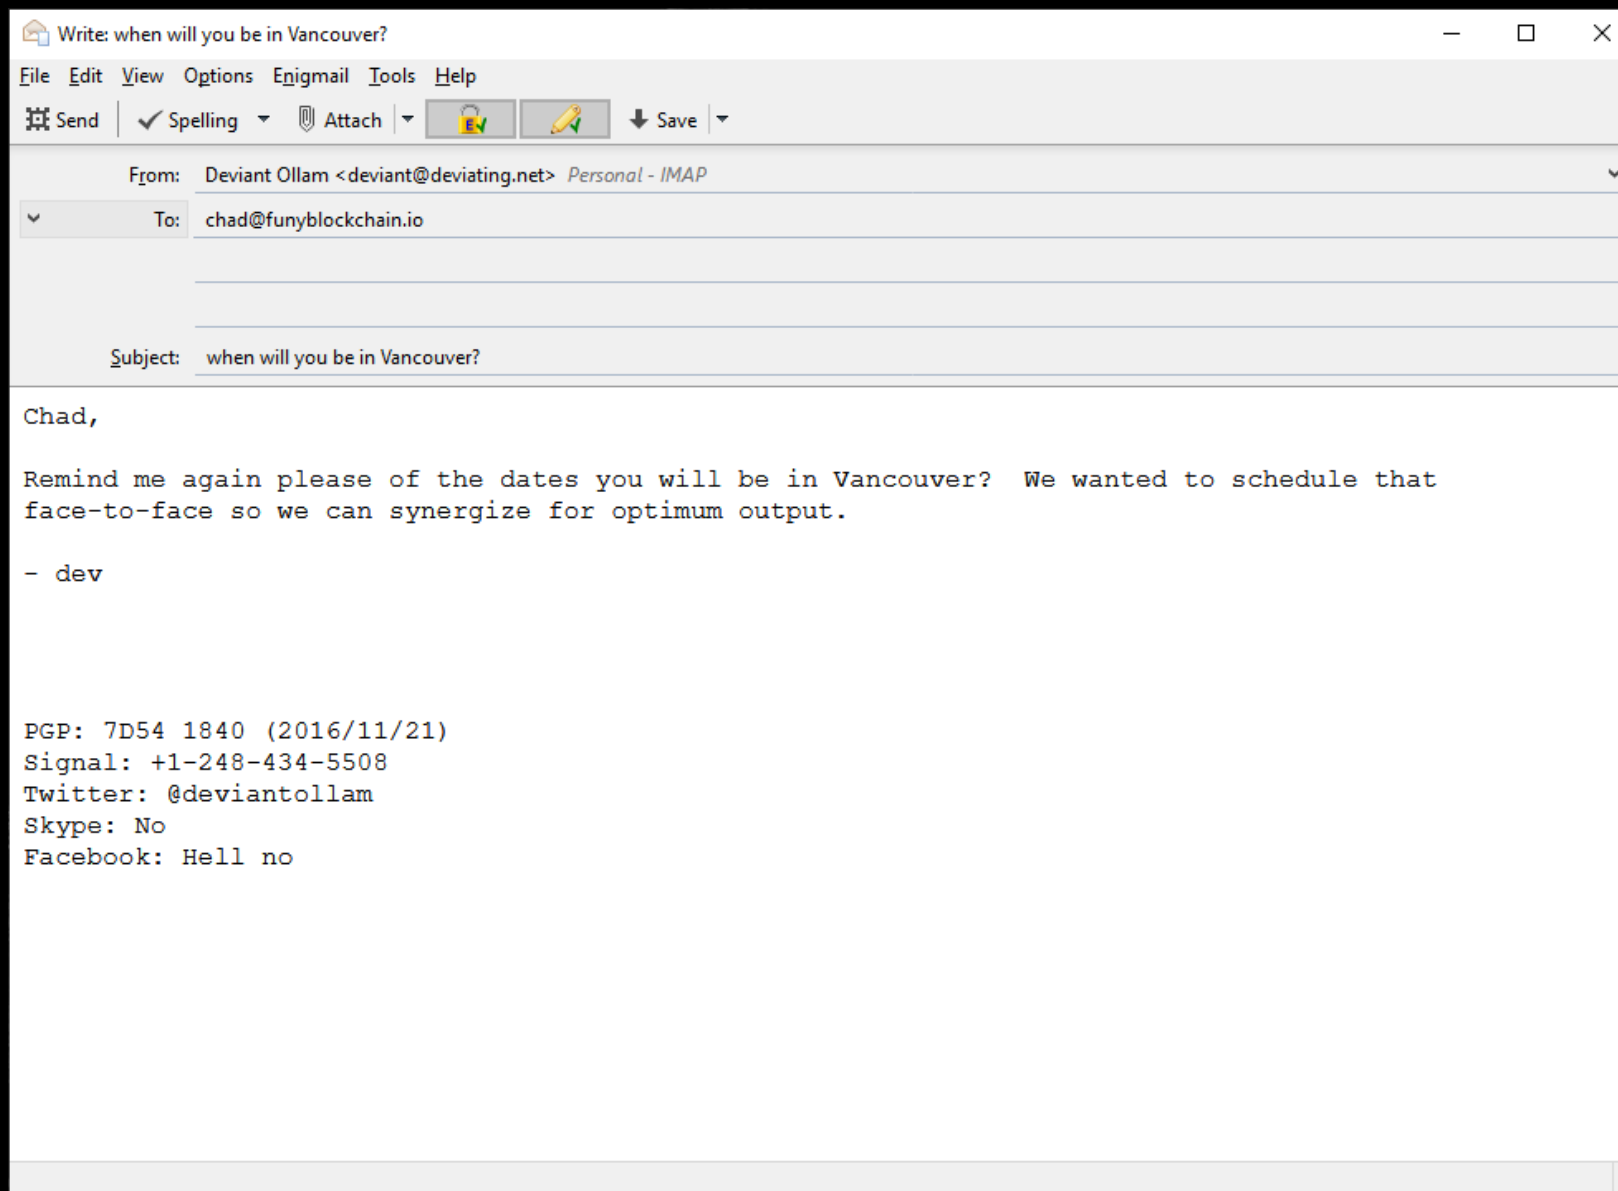 Write: when will you be in Vancouver?
File Edit View Options Enigmail Tools Help
Send Spelling Attach E Save
From: Deviant Ollam <deviant@deviating.net> Personal - IMAP
To: chad@funyblockchain.io
Subject: when will you be in Vancouver?
Chad,
Remind me again please of the dates you will be in Vancouver?  We wanted to schedule that
face-to-face so we can synergize for optimum output.
- dev
PGP: 7D54 1840 (2016/11/21)
Signal: +1-248-434-5508
Twitter: @deviantollam
Skype: No
Facebook: Hell no